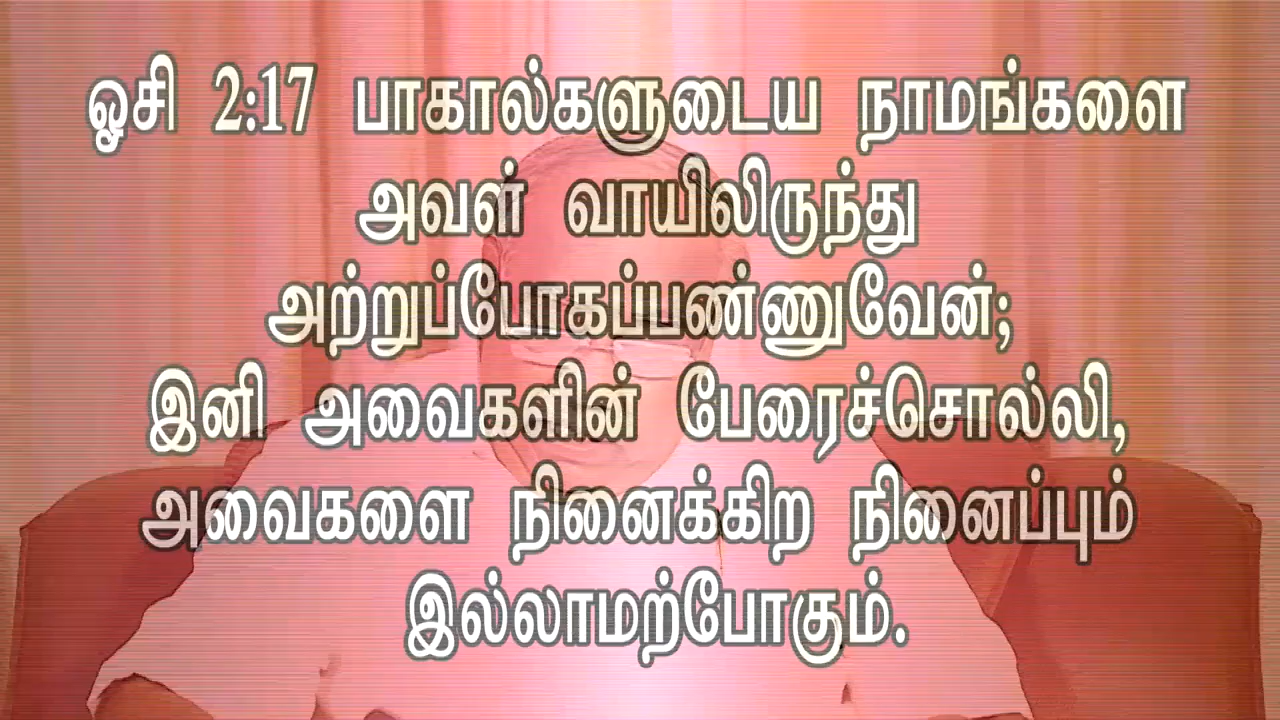 ஓசி 2:17 பாகால்களுடைய நாமங்களை
அவள் வாயிலிருந்து
அற்றுப்போகப்பண்ணுவேன்;
இனி அவைகளின் பேரைச்சொல்லி,
அவைகளை நினைக்கிற நினைப்பும்
இல்லாமற்போகும்.